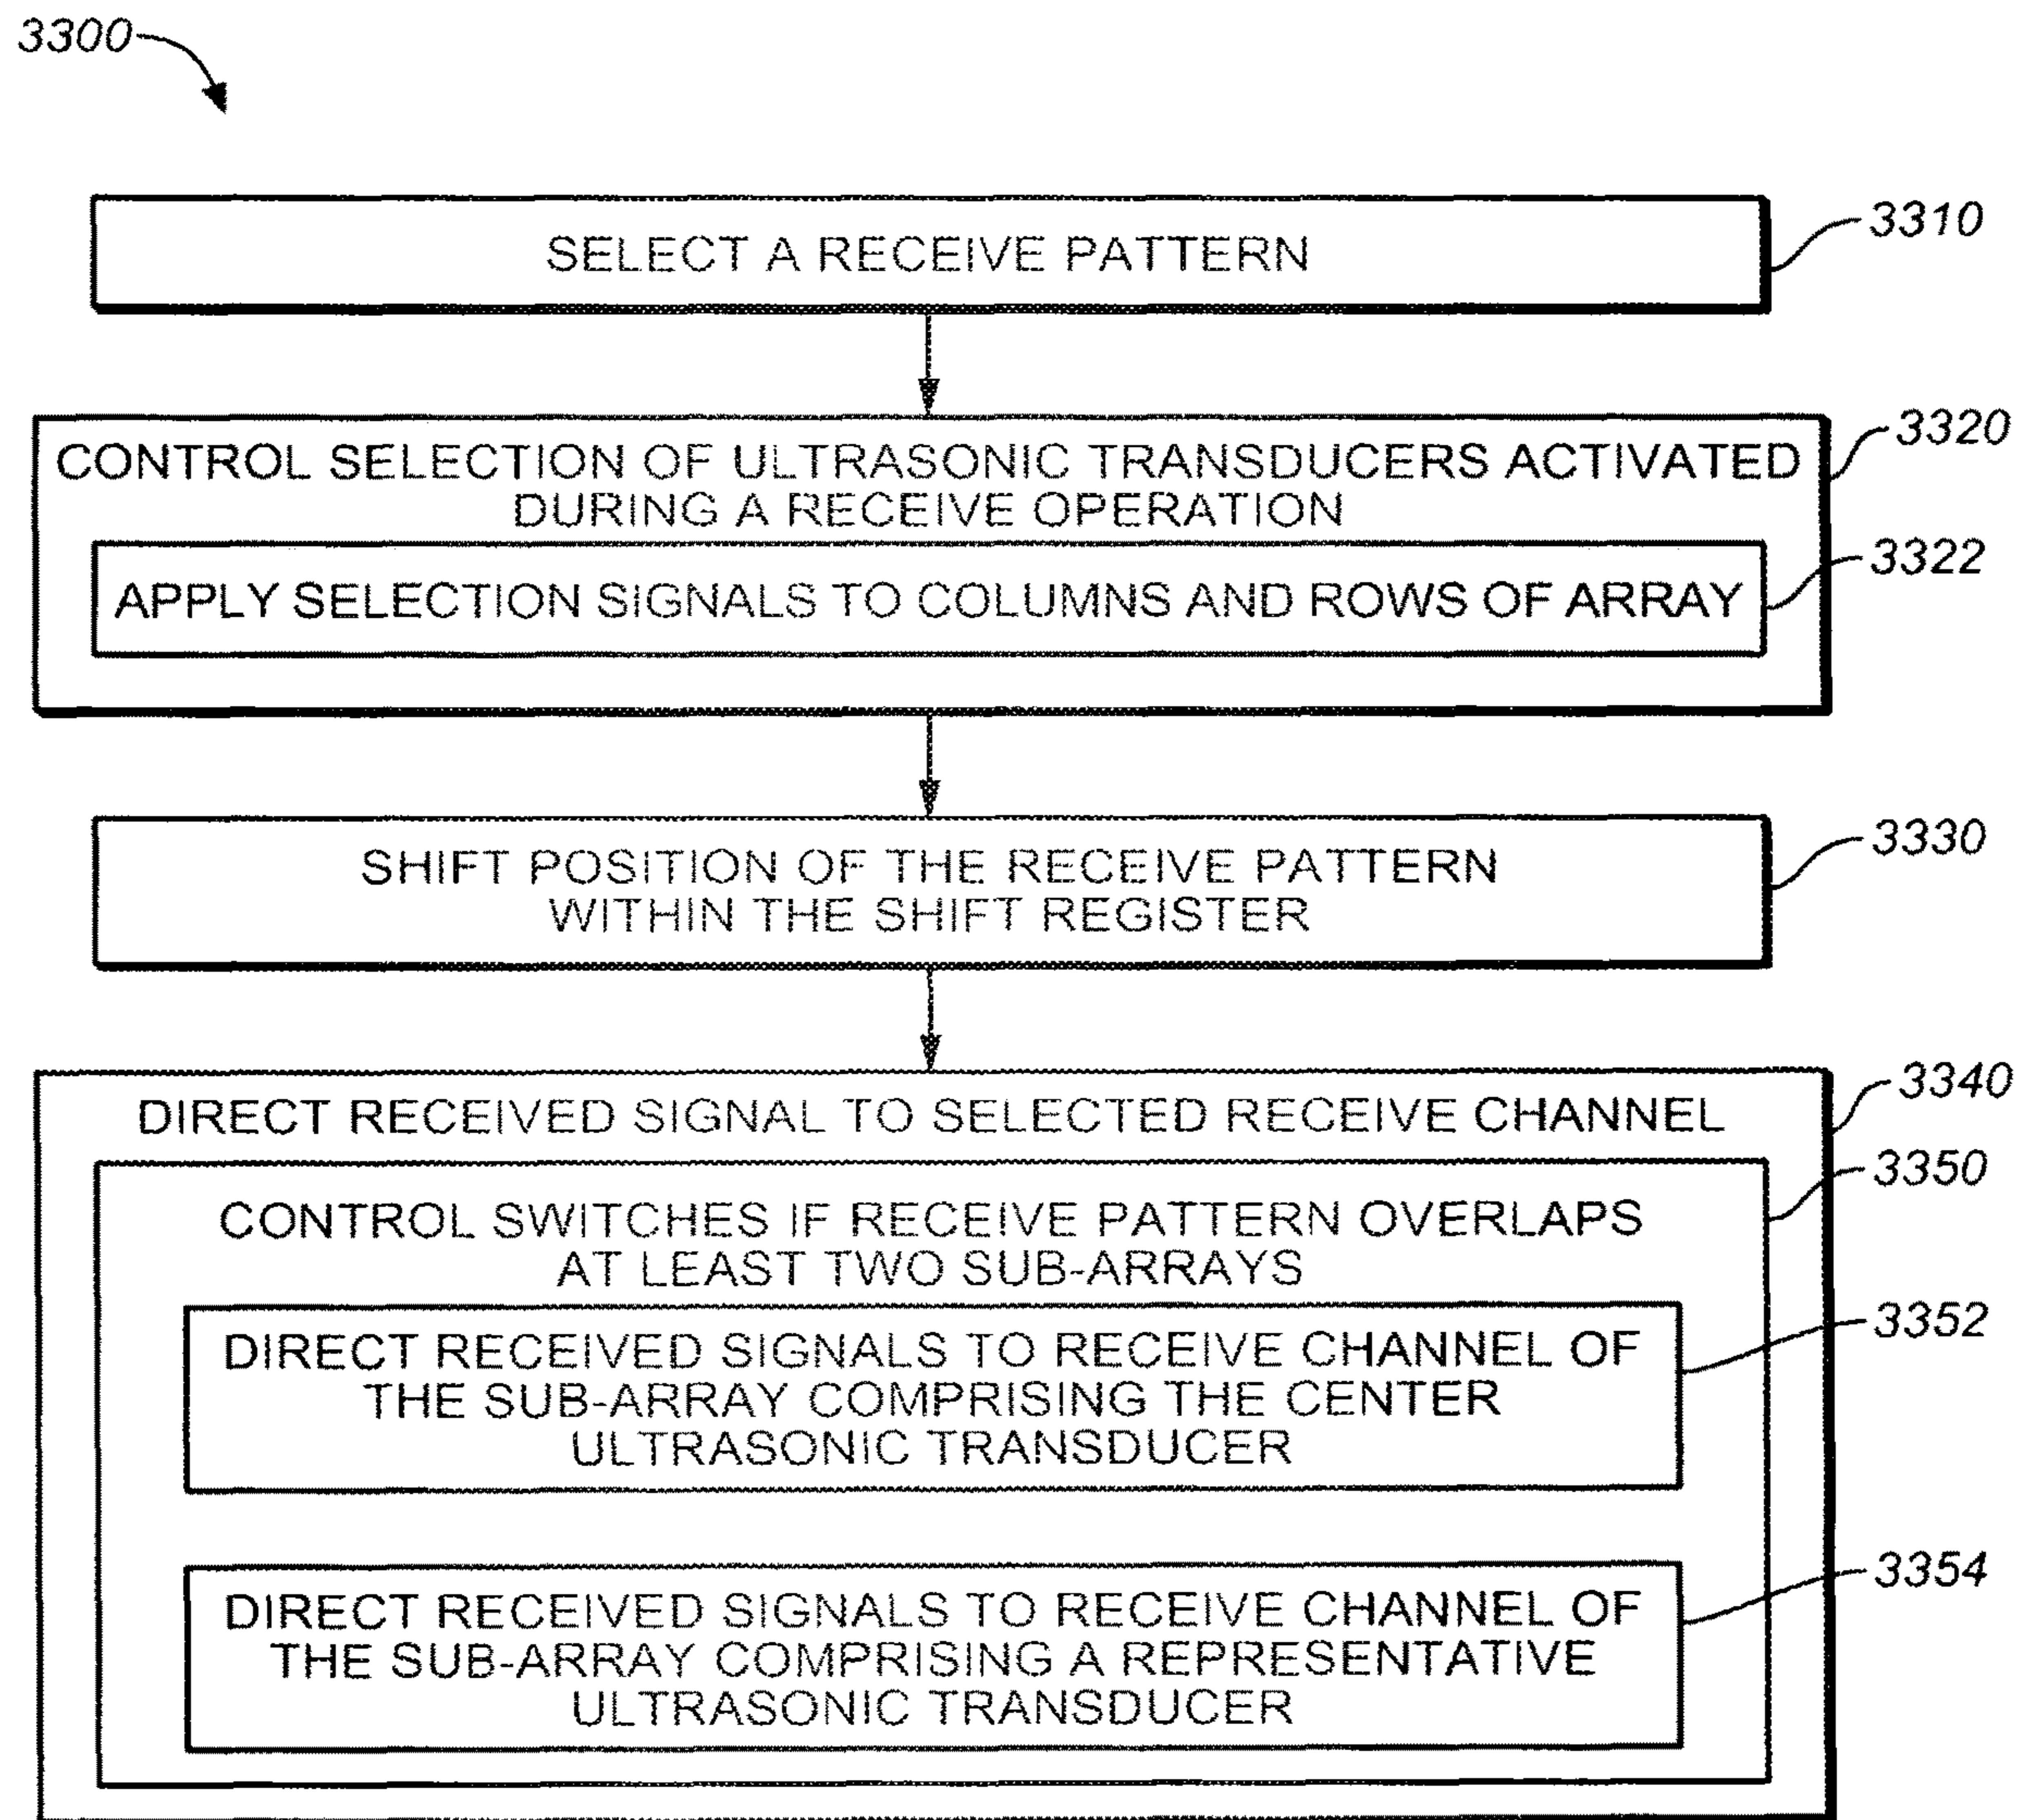 3300
SELECT A RECEIVE PATTERN
3310
CONTROL SELECTION OF ULTRASONIC TRANSDUCERS ACTIVATED
DURING A RECEIVE OPERATION
3320
APPLY SELECTION SIGNALS TO COLUMNS AND ROWS OF ARRAY
3322
SHIFT POSITION OF THE RECEIVE PATTERN
WITHIN THE SHIFT REGISTER
3330
DIRECT RECEIVED SIGNAL TO SELECTED RECEIVE CHANNEL
3340
CONTROL SWITCHES IF RECEIVE PATTERN OVERLAPS
AT LEAST TWO SUB-ARRAYS
3350
DIRECT RECEIVED SIGNALS TO RECEIVE CHANNEL OF
THE SUB-ARRAY COMPRISING THE CENTER
ULTRASONIC TRANSDUCER
3352
DIRECT RECEIVED SIGNALS TO RECEIVE CHANNEL OF
THE SUB-ARRAY COMPRISING A REPRESENTATIVE
ULTRASONIC TRANSDUCER
3354